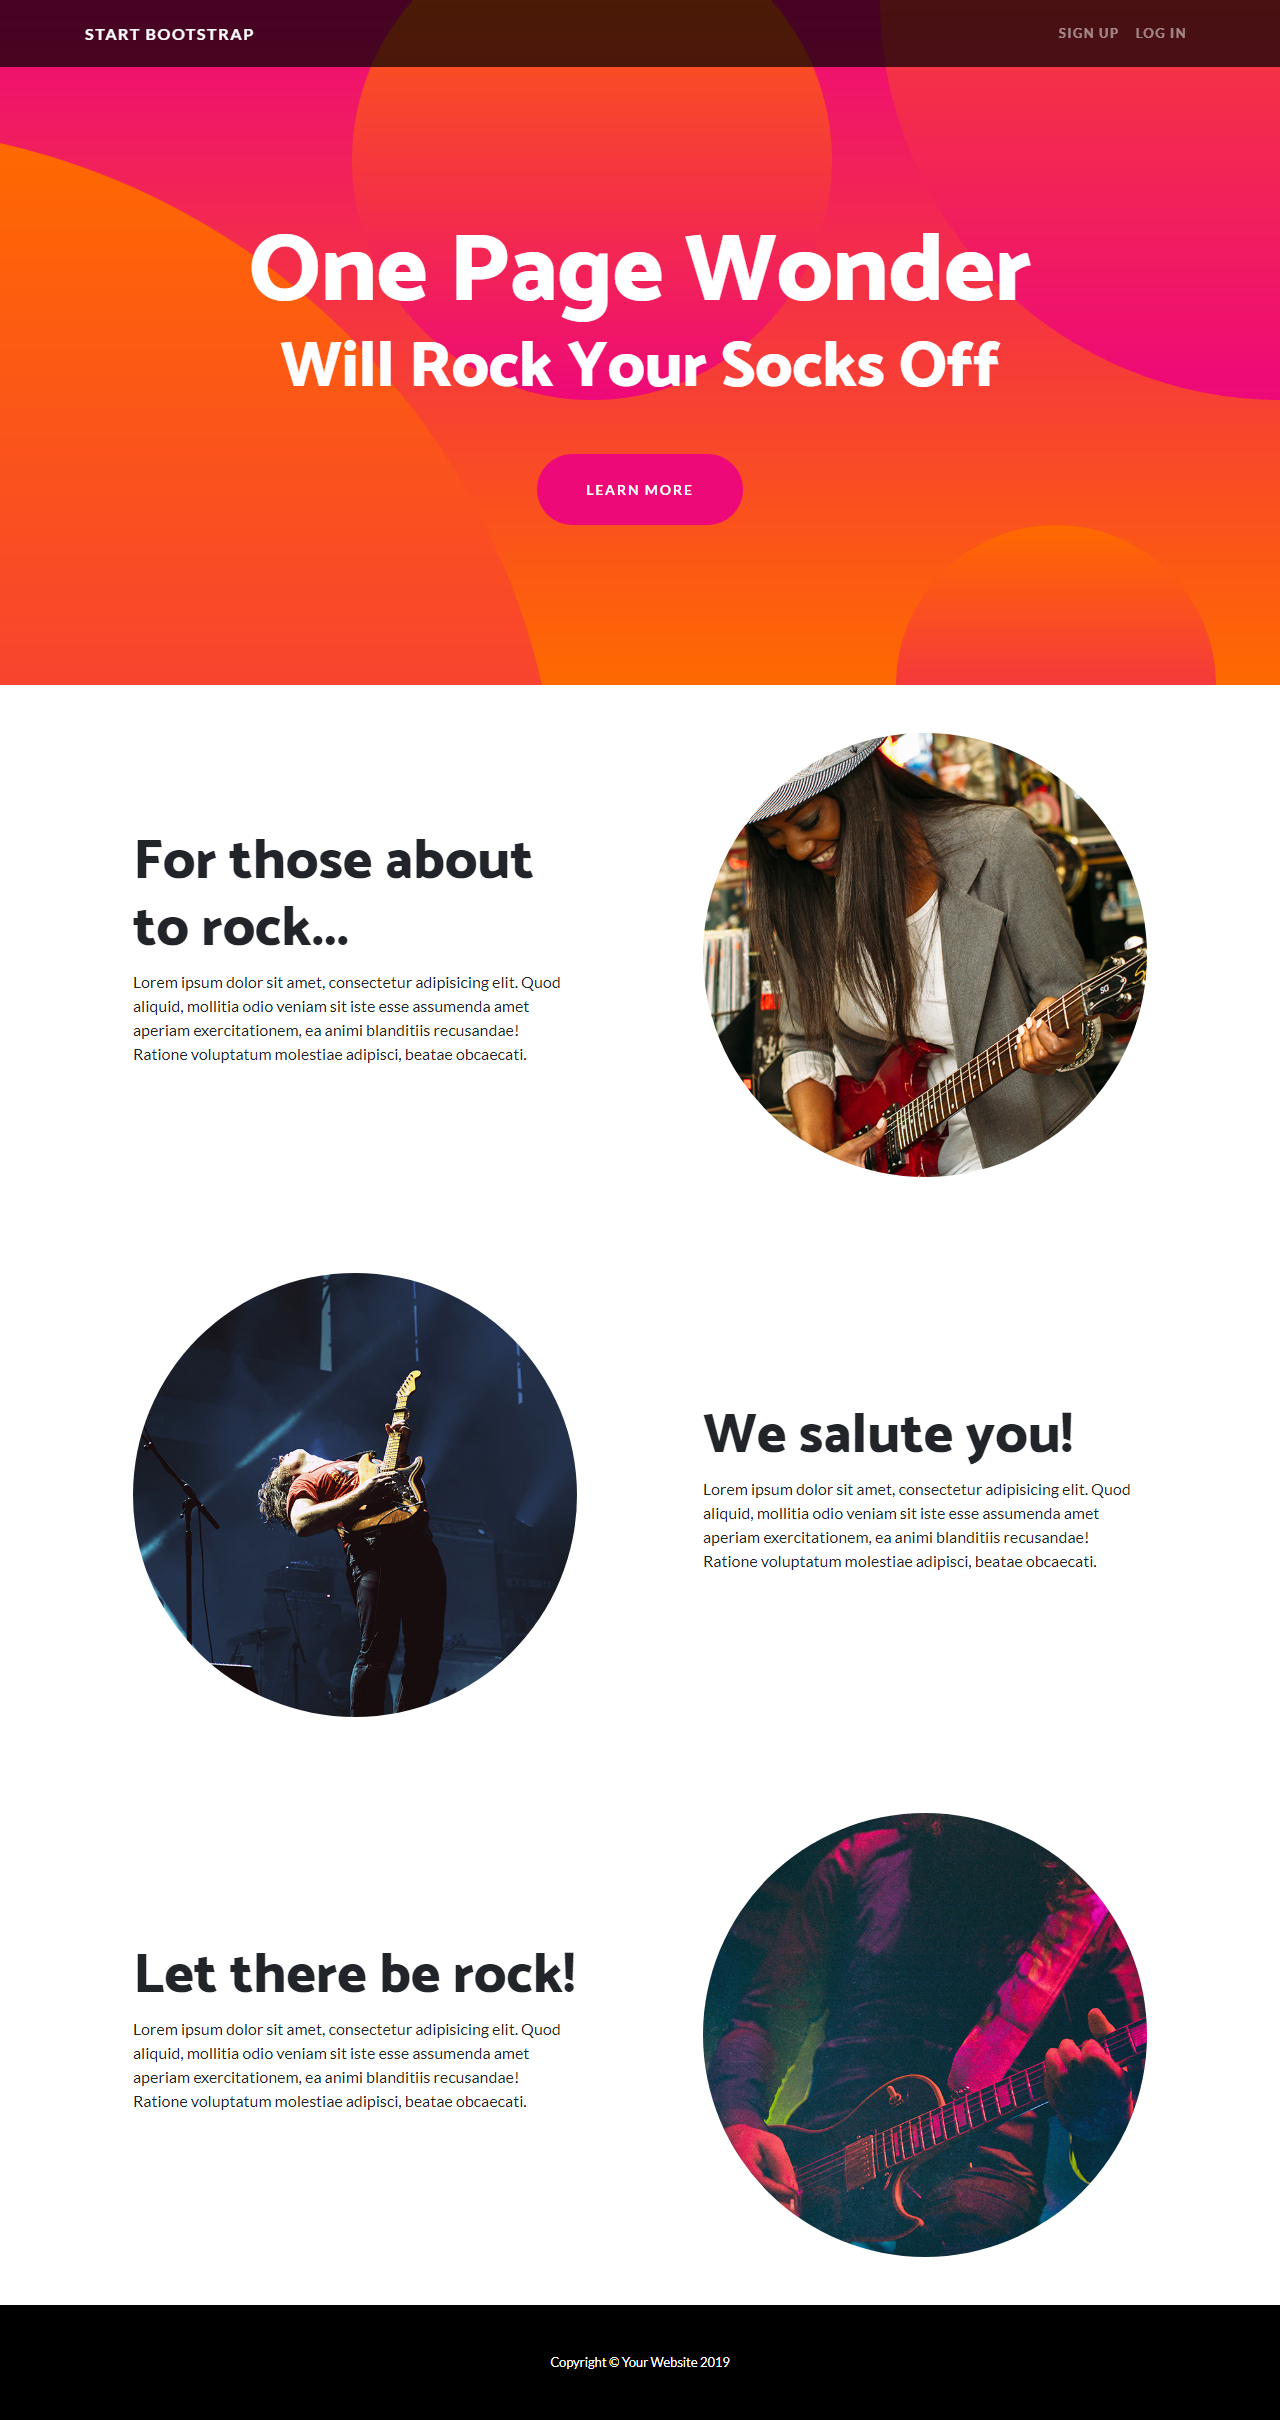 START BOOTSTRAP
SIGN UP LOG IN
One Page Wonder
Will Rock Your Socks Off
LEARN MORE
For those about
to rock...
Lorem ipsum dolor sit amet, consectetur adipisicing elit. Quod
aliquid, mollitia odio veniam sit iste esse assumenda amet
aperiam exercitationem, ea animi blanditiis recusandae!
Ratione voluptatum molestiae adipisci, beatae obcaecati.
SG
We salute you!
Lorem ipsum dolor sit amet, consectetur adipisicing elit. Quod
aliquid, mollitia odio veniam sit iste esse assumenda amet
aperiam exercitationem, ea animi blanditiis recusandae!
Ratione voluptatum molestiae adipisci, beatae obcaecati.
Let there be rock!
Lorem ipsum dolor sit amet, consectetur adipisicing elit. Quod
aliquid, mollitia odio veniam sit iste esse assumenda amet
aperiam exercitationem, ea animi blanditiis recusandae!
Ratione voluptatum molestiae adipisci, beatae obcaecati.
Copyright © Your Website 2019